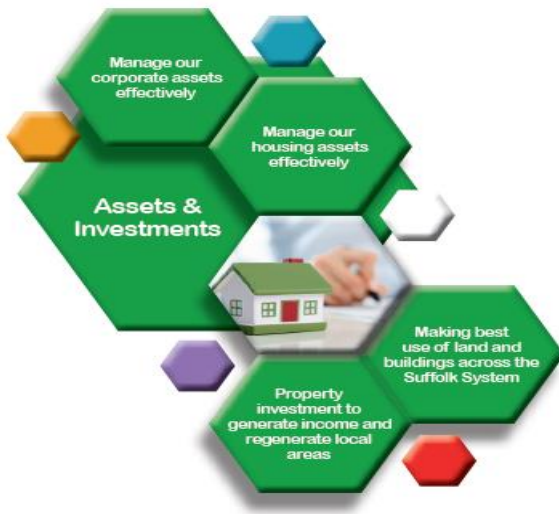 Manage our
corporate assets
effectively
Manage our
housing assets
effectively
Assets &
Investments
Making best
use of land and
buildings across the
Suffolk System
Property
investment to
generate income and
regenerate local
areas